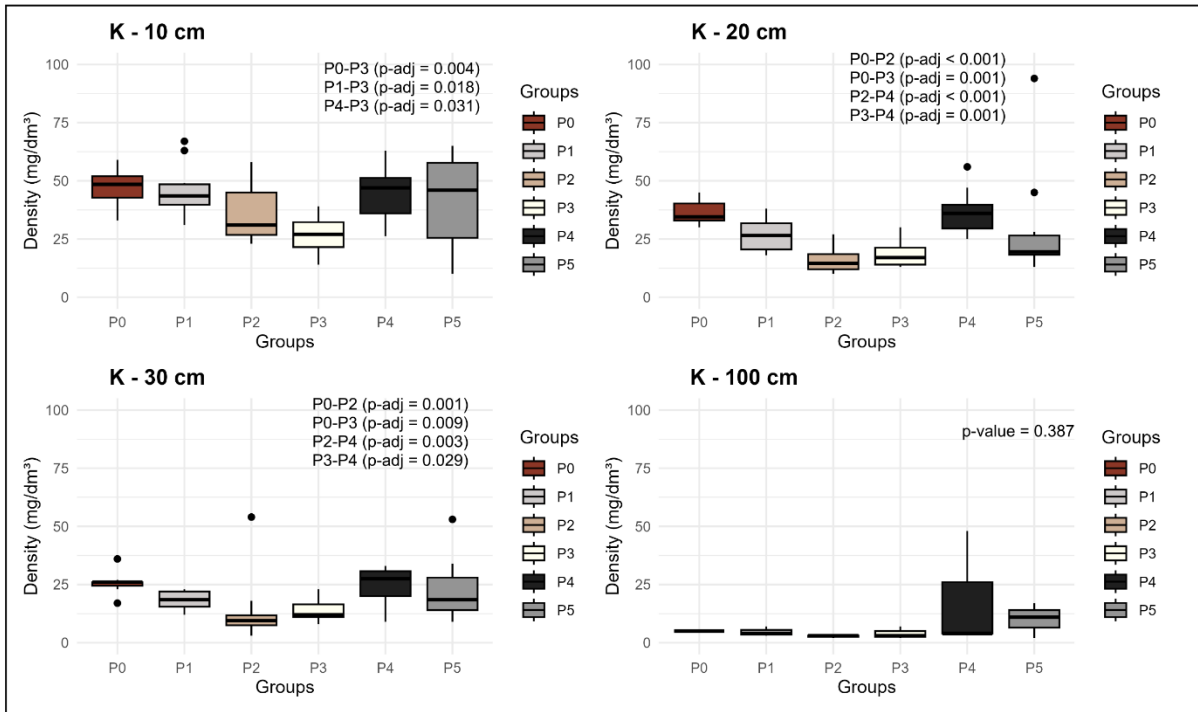 K - 10 cm
P0-P3 (p-adj = 0.004)
P1-P3 (p-adj = 0.018)
P4-P3 (p-adj = 0.031)
Density (mg/dm³)
100
75
50
25
0
P0 P1 P2 P3 P4 P5
Groups
Groups
P0
P1
P2
P3
P4
P5
K - 20 cm
P0-P2 (p-adj < 0.001)
P0-P3 (p-adj = 0.001)
P2-P4 (p-adj < 0.001)
P3-P4 (p-adj = 0.001)
Density (mg/dm³)
100
75
50
25
0
P0 P1 P2 P3 P4 P5
Groups
Groups
P0
P1
P2
P3
P4
P5
K - 30 cm
P0-P2 (p-adj = 0.001)
P0-P3 (p-adj = 0.009)
P2-P4 (p-adj = 0.003)
P3-P4 (p-adj = 0.029)
Density (mg/dm³)
100
75
50
25
0
P0 P1 P2 P3 P4 P5
Groups
Groups
P0
P1
P2
P3
P4
P5
K - 100 cm
p-value = 0.387
Density (mg/dm³)
100
75
50
25
0
P0 P1 P2 P3 P4 P5
Groups
Groups
P0
P1
P2
P3
P4
P5